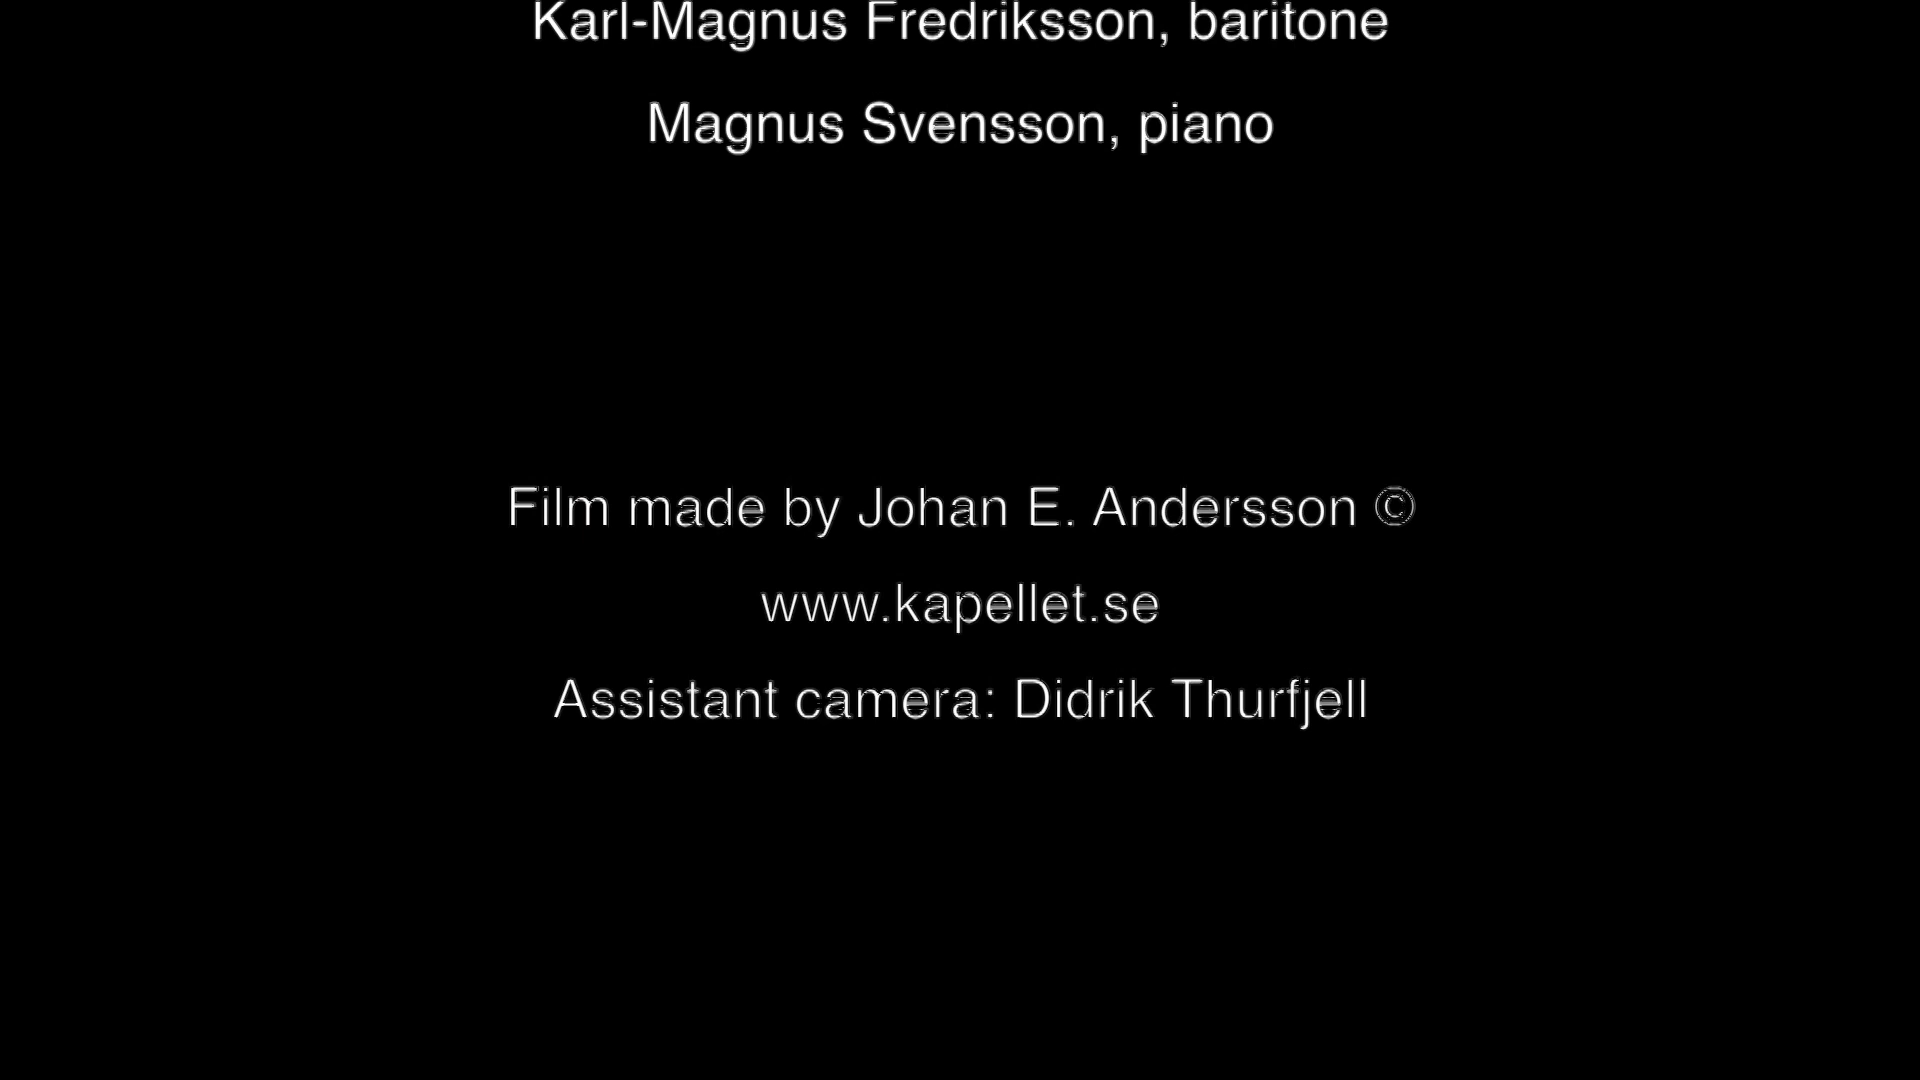 Karl-Magnus Fredriksson, baritone
Magnus Svensson, piano
Film made by Johan E. Andersson ©
www.kapellet.se
Assistant camera: Didrik Thurfjell